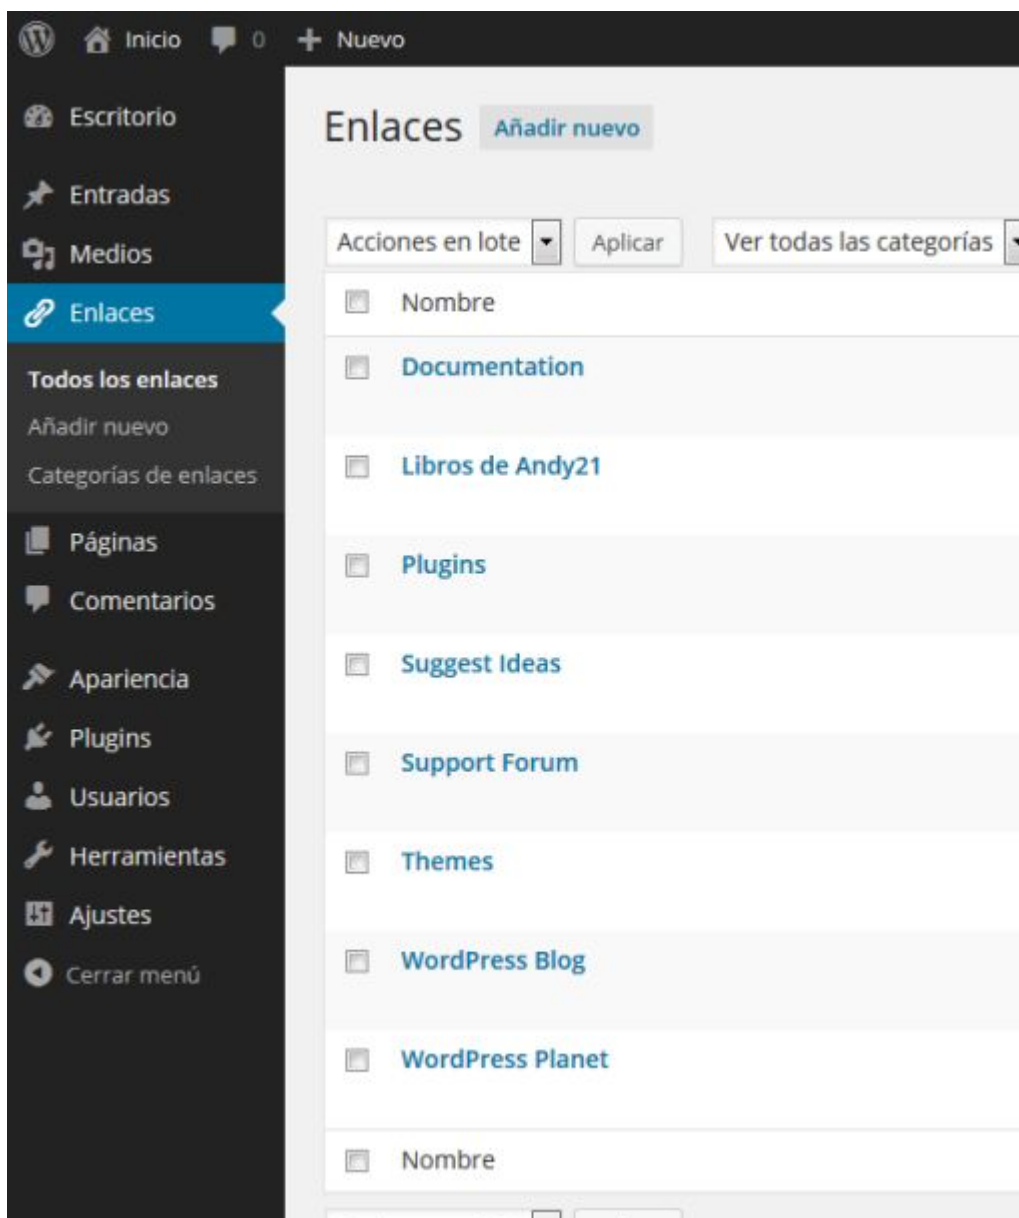 Inicio 0 Nuevo
Escritorio
Entradas
Medios
Enlaces
Todos los enlaces
Añadir nuevo
Categorías de enlaces
Páginas
Comentarios
Apariencia
Plugins
Usuarios
Herramientas
Ajustes
Cerrar menú
Enlaces Añadir nuevo
Acciones en lote Aplicar Ver todas las categorías
Nombre
Documentation
Libros de Andy21
Plugins
Suggest Ideas
Support Forum
Themes
WordPress Blog
WordPress Planet
Nombre